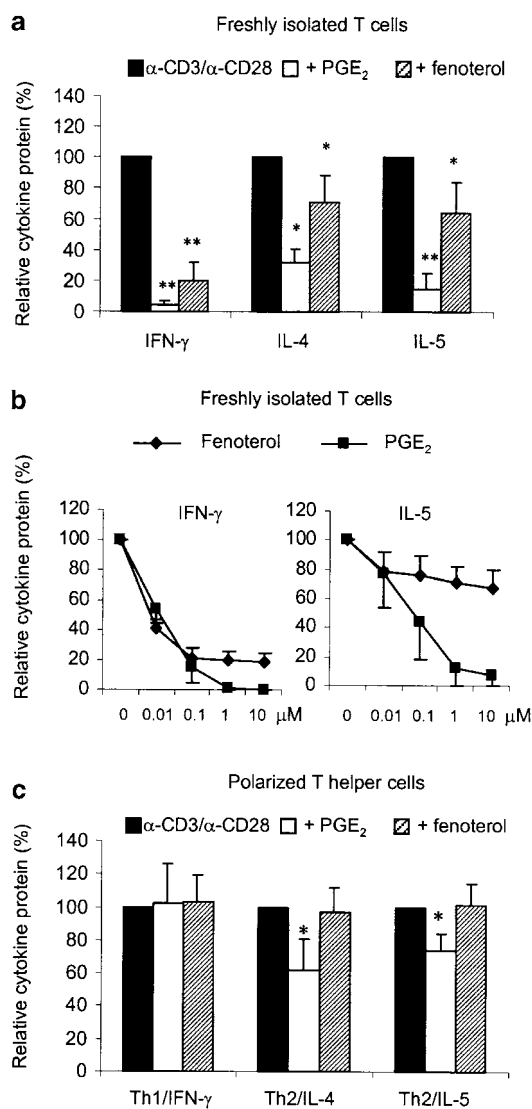 a
Freshly isolated T cells
α-CD3/α-CD28 + PGE2 + fenoterol
Relative cytokine protein (%)
140
120
100
80
60
40
20
0
** ** * * ** *
IFN-γ IL-4 IL-5
b
Freshly isolated T cells
Fenoterol PGE2
Relative cytokine protein (%)
IFN-γ
120
100
80
60
40
20
0
0 0.01 0.1 1 10 μM
IL-5
120
100
80
60
40
20
0
0 0.01 0.1 1 10 μM
c
Polarized T helper cells
α-CD3/α-CD28 + PGE2 + fenoterol
Relative cytokine protein (%)
140
120
100
80
60
40
20
0
* *
Th1/IFN-γ Th2/IL-4 Th2/IL-5